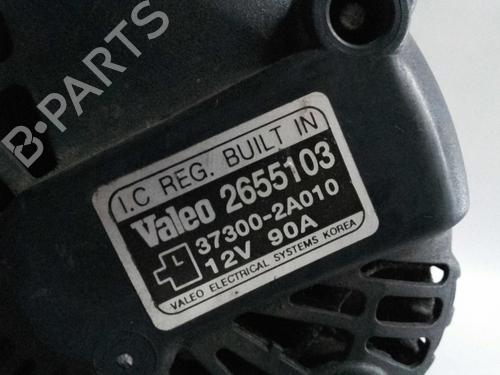 B-PARTS
I.C REG. BUILT IN
Valeo 2655103
37300-2A010
12V 90A
VALEO ELECTRICAL SYSTEMS KOREA